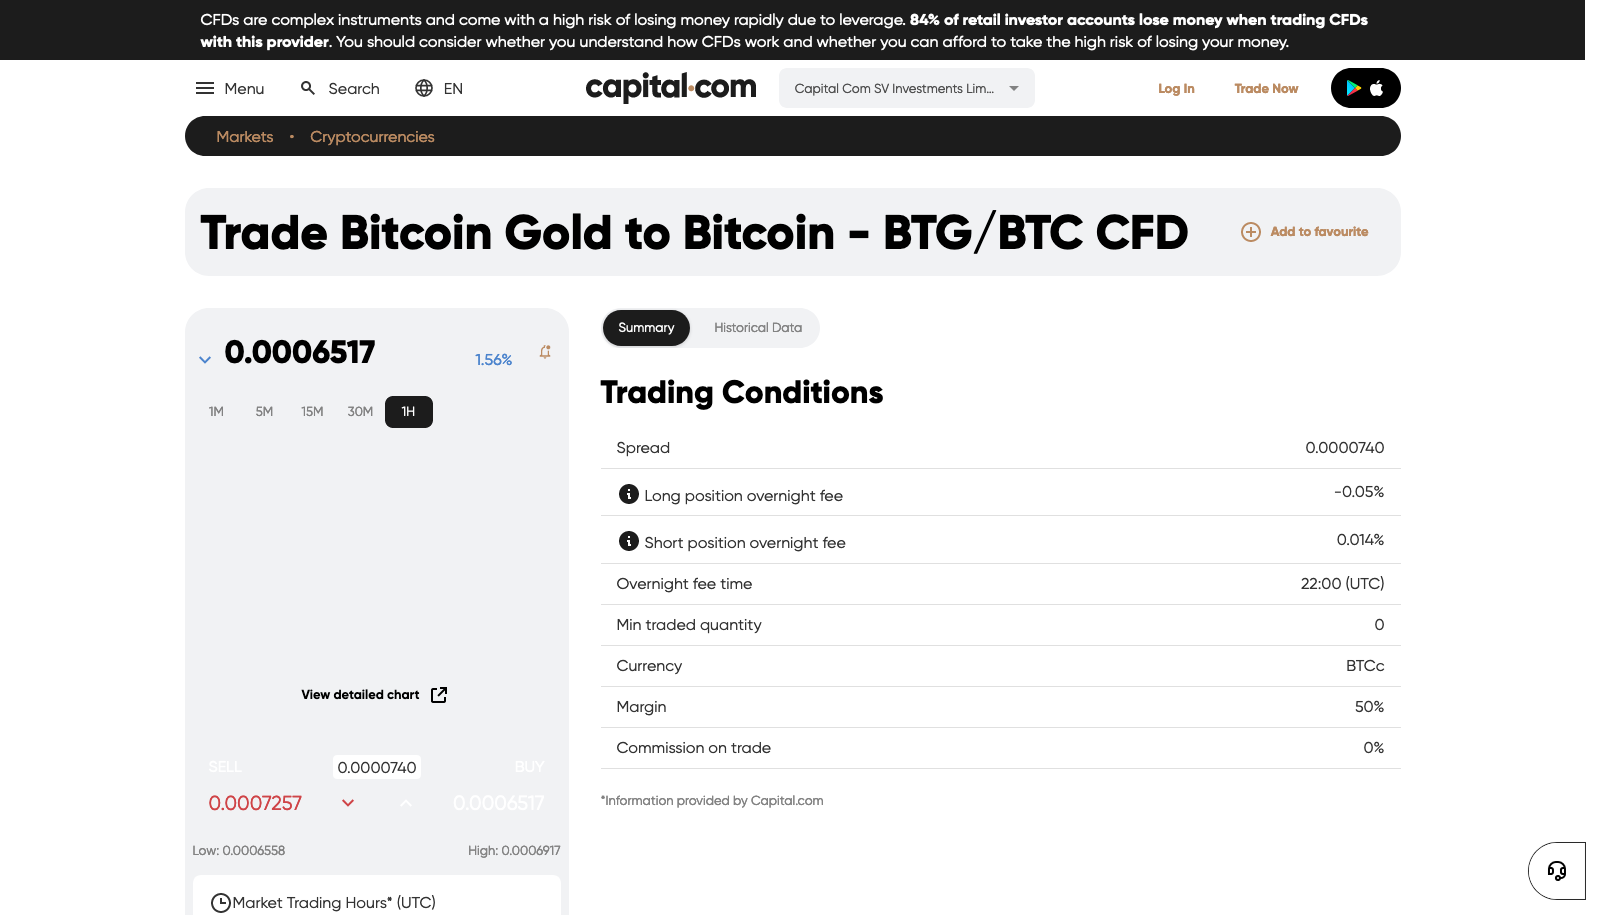 CFDs are complex instruments and come with a high risk of losing money rapidly due to leverage. 84% of retail investor accounts lose money when trading CFDs
with this provider. You should consider whether you understand how CFDs work and whether you can afford to take the high risk of losing your money.
Menu Search EN capital.com Capital Com SV Investments Lim... Log In Trade Now
Markets • Cryptocurrencies
Trade Bitcoin Gold to Bitcoin - BTG/BTC CFD Add to favourite
0.0006517 1.56%
1M 5M 15M 30M 1H
View detailed chart
SELL 0.0000740 BUY
0.0007257 0.0006517
Low: 0.0006558 High: 0.0006917
Market Trading Hours* (UTC)
Summary Historical Data
Trading Conditions
Spread 0.0000740
Long position overnight fee -0.05%
Short position overnight fee 0.014%
Overnight fee time 22:00 (UTC)
Min traded quantity 0
Currency BTCc
Margin 50%
Commission on trade 0%
*Information provided by Capital.com